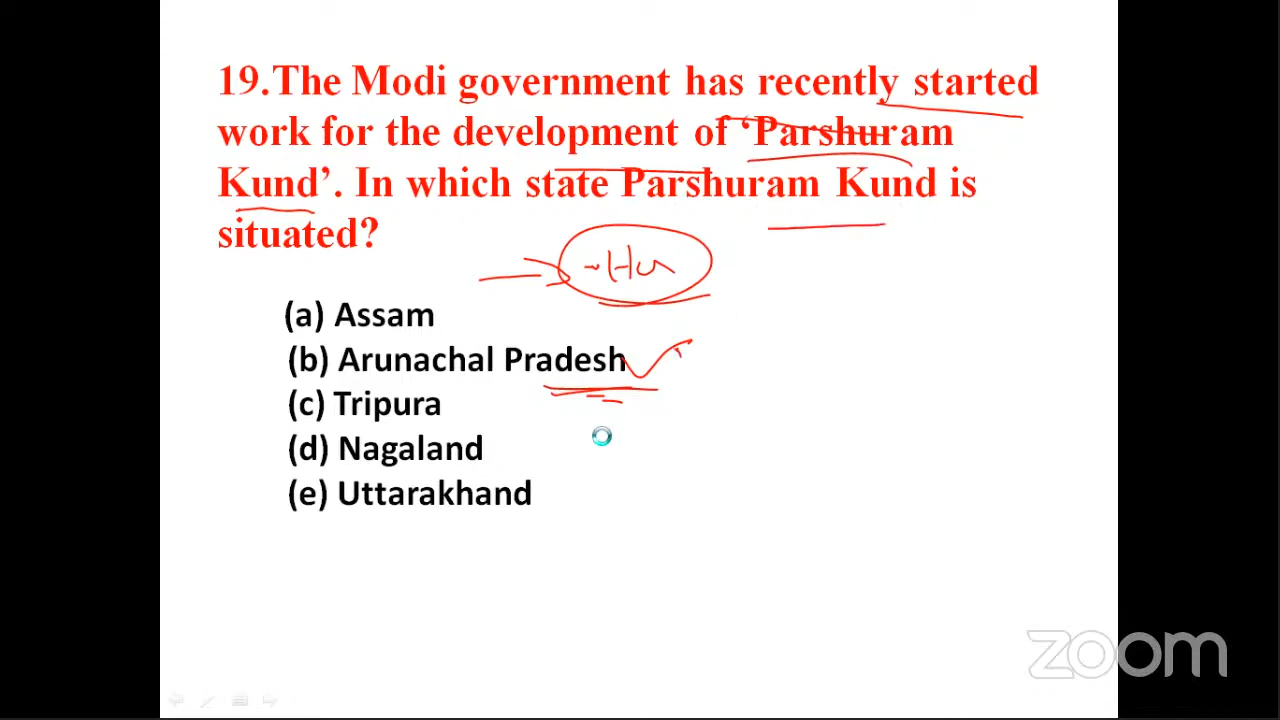 19.The Modi government has recently started
work for the development of ‘Parshuram
Kund’. In which state Parshuram Kund is
situated?
(a) Assam
(b) Arunachal Pradesh
(c) Tripura
(d) Nagaland
(e) Uttarakhand
zoom